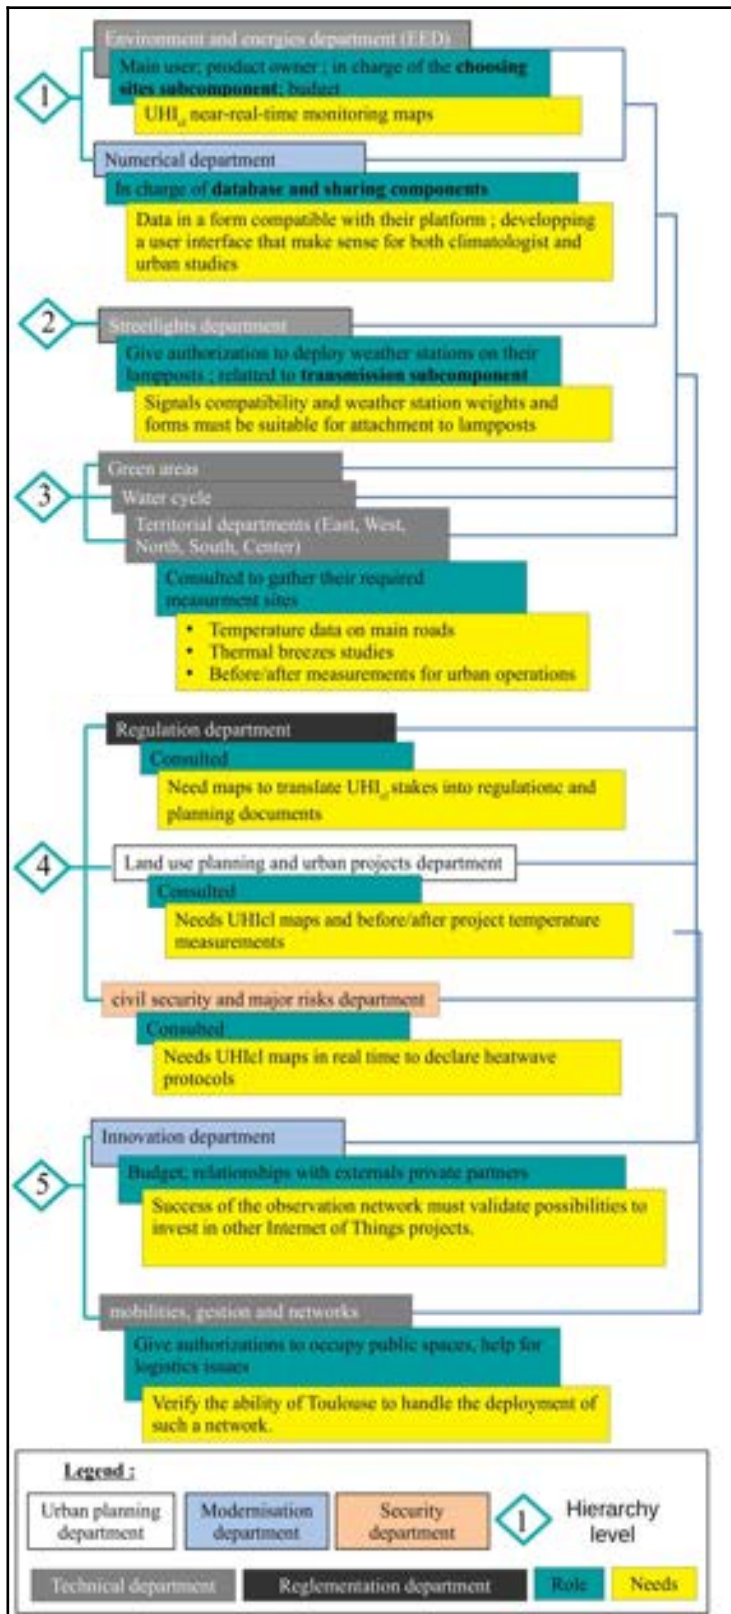 Environment and energies department (EED)
1
Main user; product owner ; in charge of the choosing
sites subcomponent; budget
UHIcl near-real-time monitoring maps
Numerical department
In charge of database and sharing components
Data in a form compatible with their platform ; developping
a user interface that make sense for both climatologist and
urban studies
2
Streetlights department
Give authorization to deploy weather stations on their
lampposts ; relatted to transmission subcomponent
Signals compatibility and weather station weights and
forms must be suitable for attachment to lampposts
Green areas
3
Water cycle
Territorial departments (East, West,
North, South, Center)
Consulted to gather their required
measurment sites
• Temperature data on main roads
• Thermal breezes studies
• Before/after measurements for urban operations
Regulation department
Consulted
Need maps to translate UHIcl stakes into regulatione and
planning documents
4
Land use planning and urban projects department
Consulted
Needs UHIcl maps and before/after project temperature
measurements
civil security and major risks department
Consulted
Needs UHIcl maps in real time to declare heatwave
protocols
Innovation department
5
Budget; relationships with externals private partners
Success of the observation network must validate possibilities to
invest in other Internet of Things projects.
mobilities, gestion and networks
Give authorizations to occupy public spaces, help for
logistics issues
Verify the ability of Toulouse to handle the deployment of
such a network.
Legend :
Urban planning
department
Modernisation
department
Security
department
1
Hierarchy
level
Technical department
Reglementation department
Role
Needs